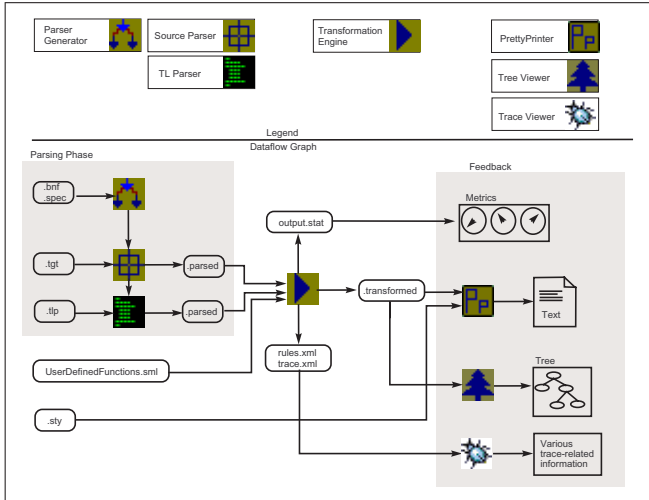 Parser
Generator
Source Parser
TL Parser
Transformation
Engine
PrettyPrinter
Pp
Tree Viewer
Trace Viewer
Legend
Dataflow Graph
Parsing Phase
.bnf
.spec
.tgt
.parsed
.tlp
.parsed
UserDefinedFunctions.sml
.sty
output.stat
.transformed
rules.xml
trace.xml
Feedback
Metrics
Pp
Text
Tree
Various
trace-related
information